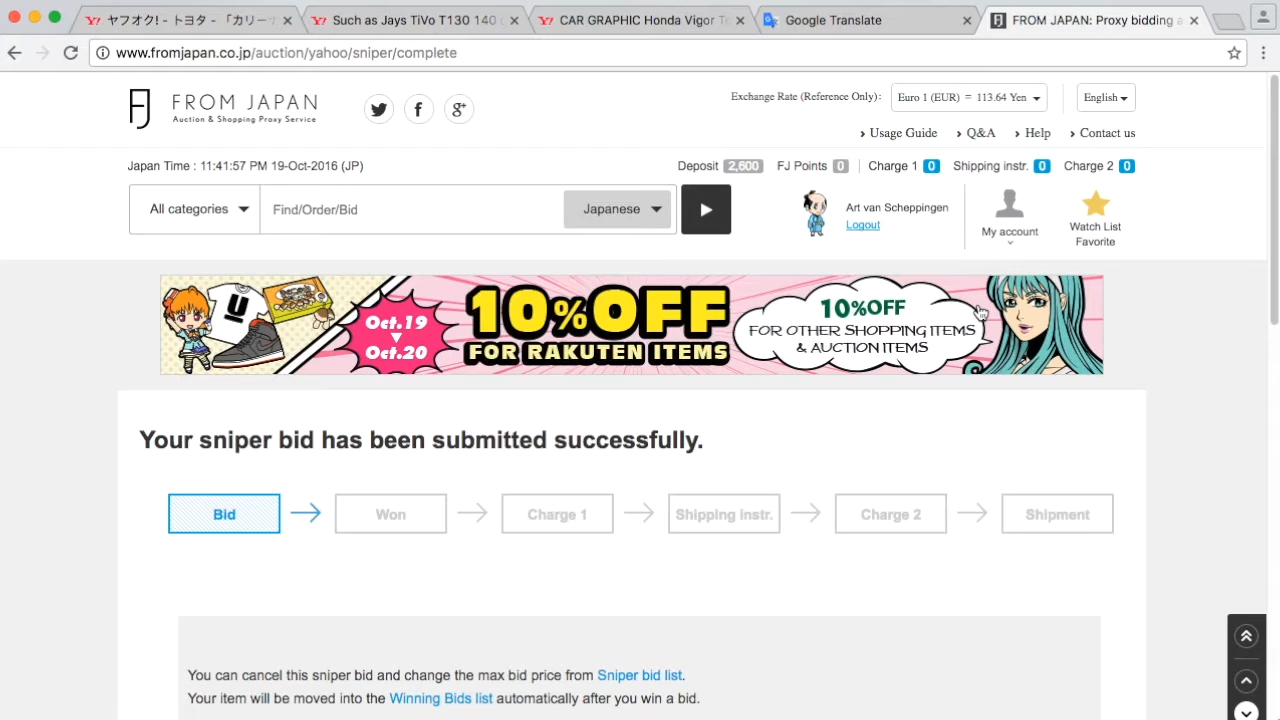 ヤフオク! - トヨタ - 「カリーナ
Such as Jays TiVo T130 140 c
CAR GRAPHIC Honda Vigor Te
Google Translate
FROM JAPAN: Proxy bidding a
www.fromjapan.co.jp/auction/yahoo/sniper/complete
FJ FROM JAPAN
Auction & Shopping Proxy Service
Exchange Rate (Reference Only) : Euro 1 (EUR) = 113.64 Yen
English
Usage Guide Q&A Help Contact us
Japan Time : 11:41:57 PM 19-Oct-2016 (JP)
Deposit 2,600 FJ Points 0 Charge 1 0 Shipping instr. 0 Charge 2 0
All categories Find/Order/Bid Japanese
Art van Scheppingen
Logout
My account
Watch List
Favorite
Oct.19
Oct.20
10%OFF
FOR RAKUTEN ITEMS
10%OFF
FOR OTHER SHOPPING ITEMS
& AUCTION ITEMS
Your sniper bid has been submitted successfully.
Bid Won Charge 1 Shipping instr. Charge 2 Shipment
You can cancel this sniper bid and change the max bid price from Sniper bid list.
Your item will be moved into the Winning Bids list automatically after you win a bid.